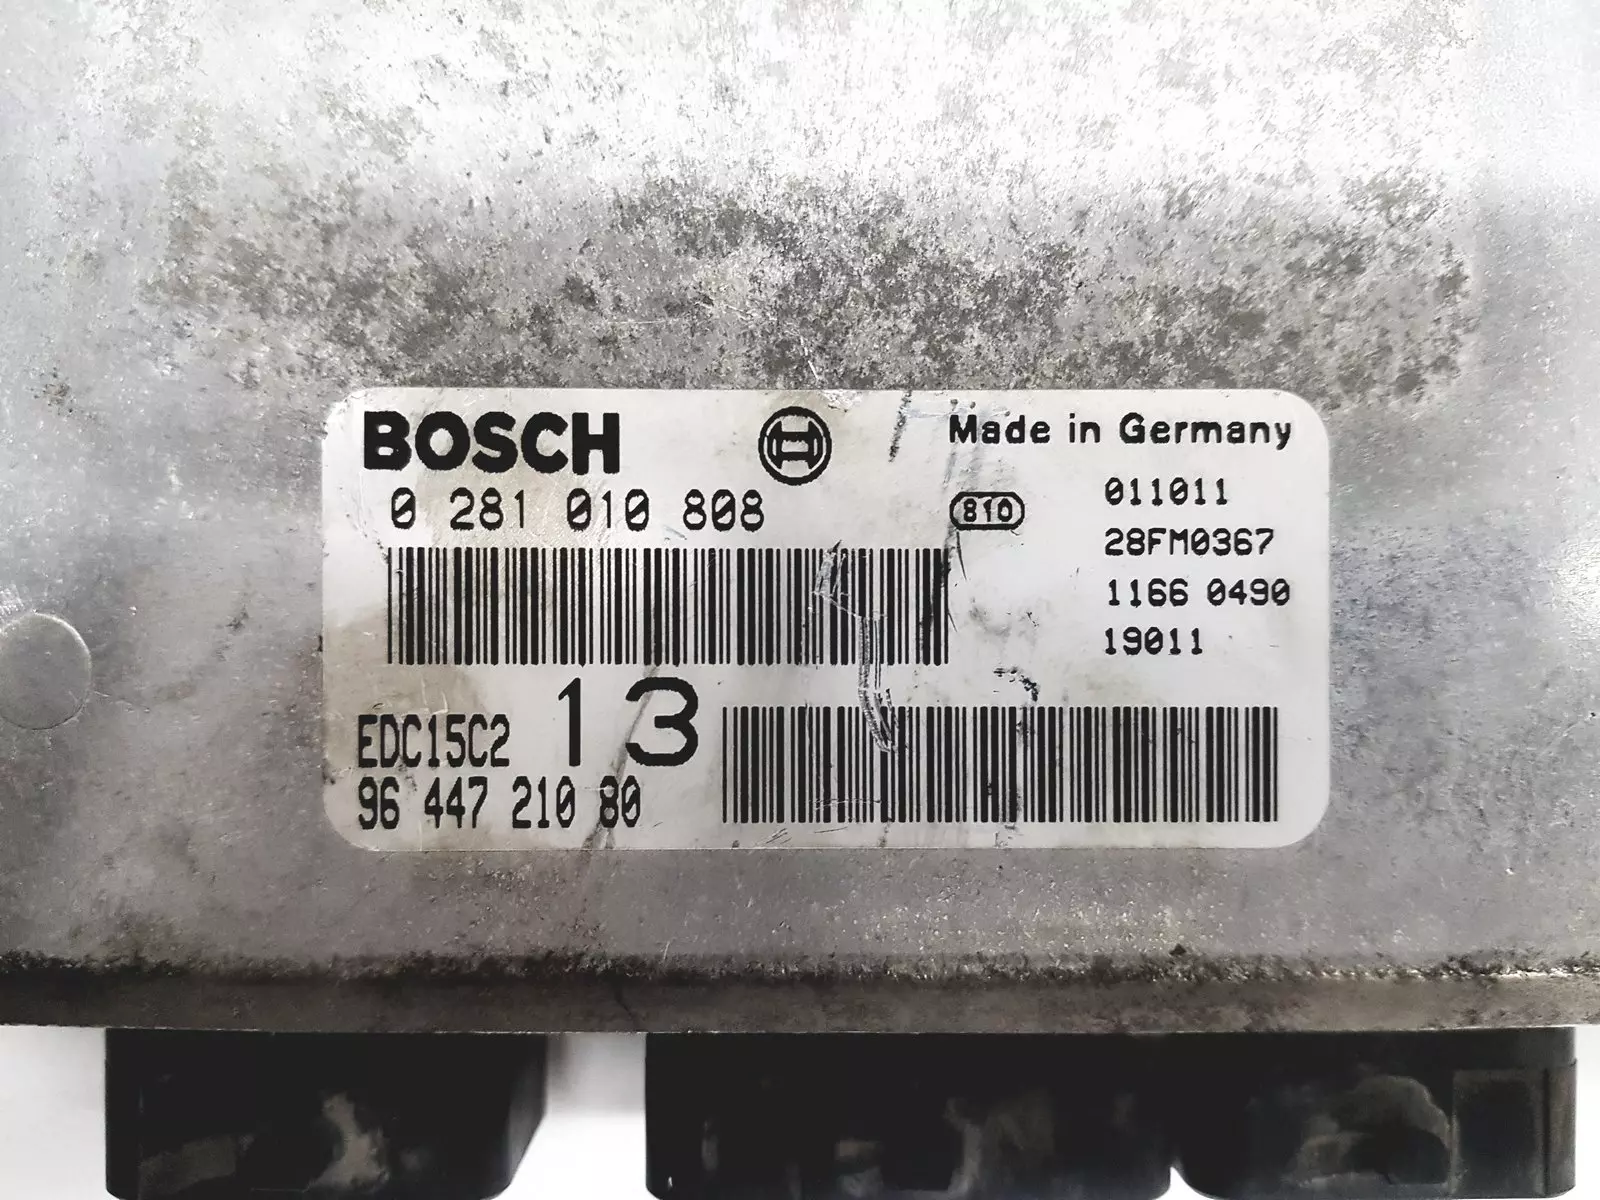 BOSCH
0 281 010 808
Made in Germany
810
011011
28FM0367
1166 0490
19011
EDC15C2 13
96 447 210 80